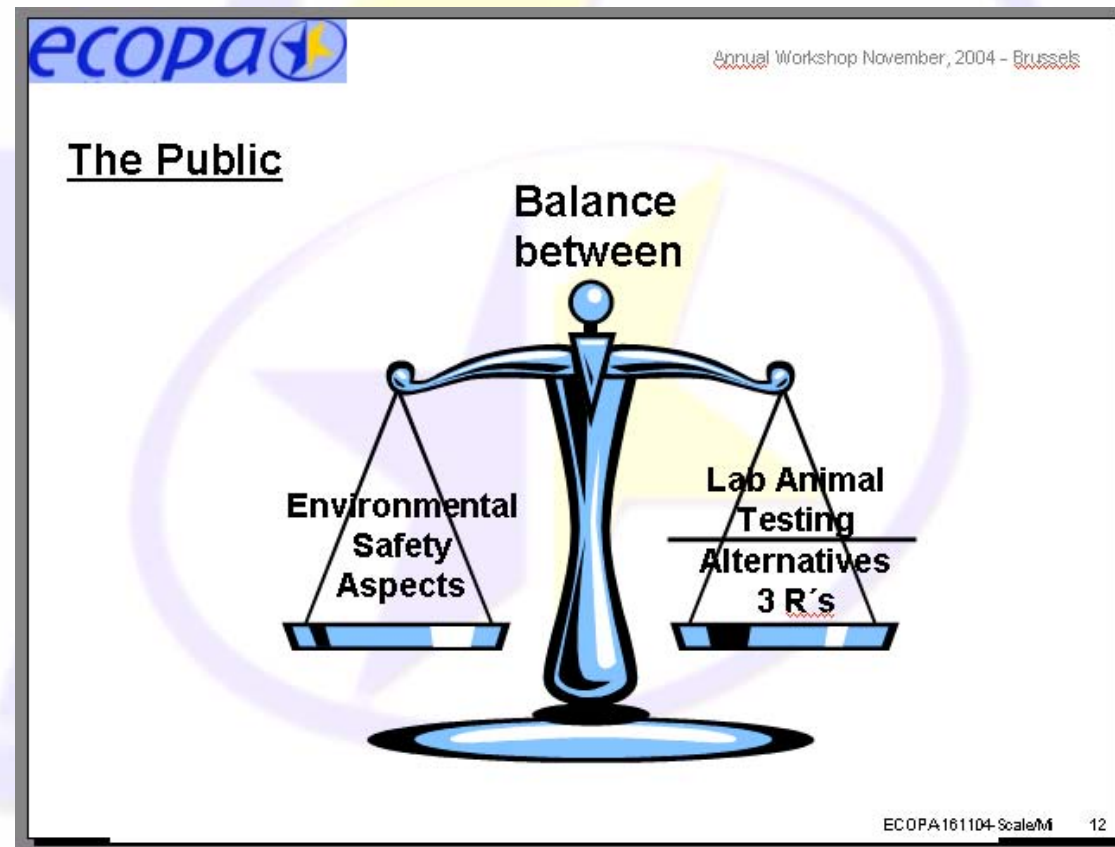 ecopa
Annual Workshop November, 2004 - Brussels
The Public
Balance
between
Environmental
Safety
Aspects
Lab Animal
Testing
Alternatives
3 R´s
ECOPA161104-Scale/Mi 12